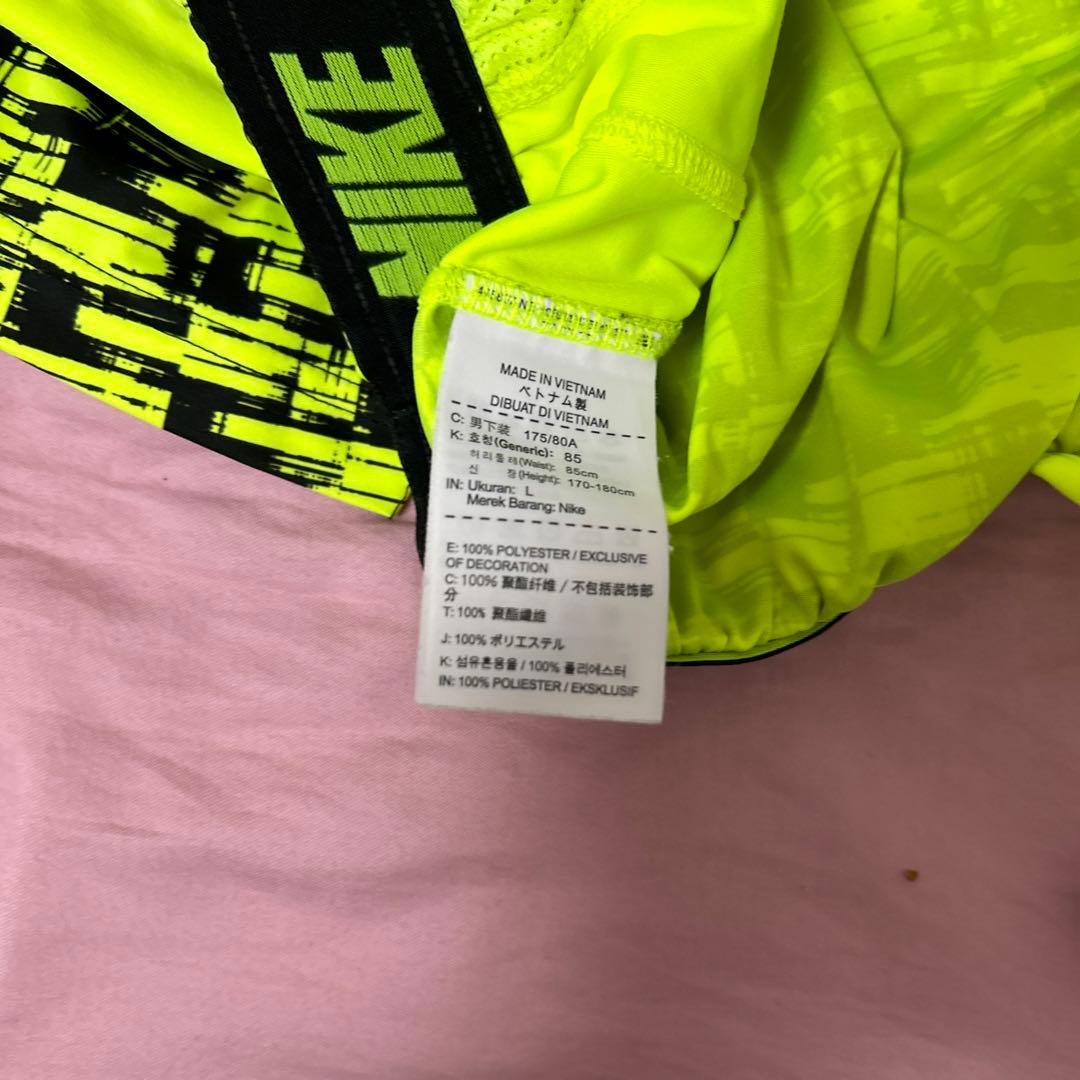 NIKE
MADE IN VIETNAM
ベトナム製
DIBUAT DI VIETNAM
C: 男下装 175/80A
K: 호칭(Generic): 85
허리둘레(Waist): 85cm
신 장(Height): 170-180cm
IN: Ukuran: L
Merek Barang: Nike
E: 100% POLYESTER / EXCLUSIVE
OF DECORATION
C: 100% 聚酯纤维 / 不包括装饰部
分
T: 100% 聚酯纖維
J: 100% ポリエステル
K: 섬유혼용율 / 100% 폴리에스터
IN: 100% POLIESTER / EKSKLUSIF